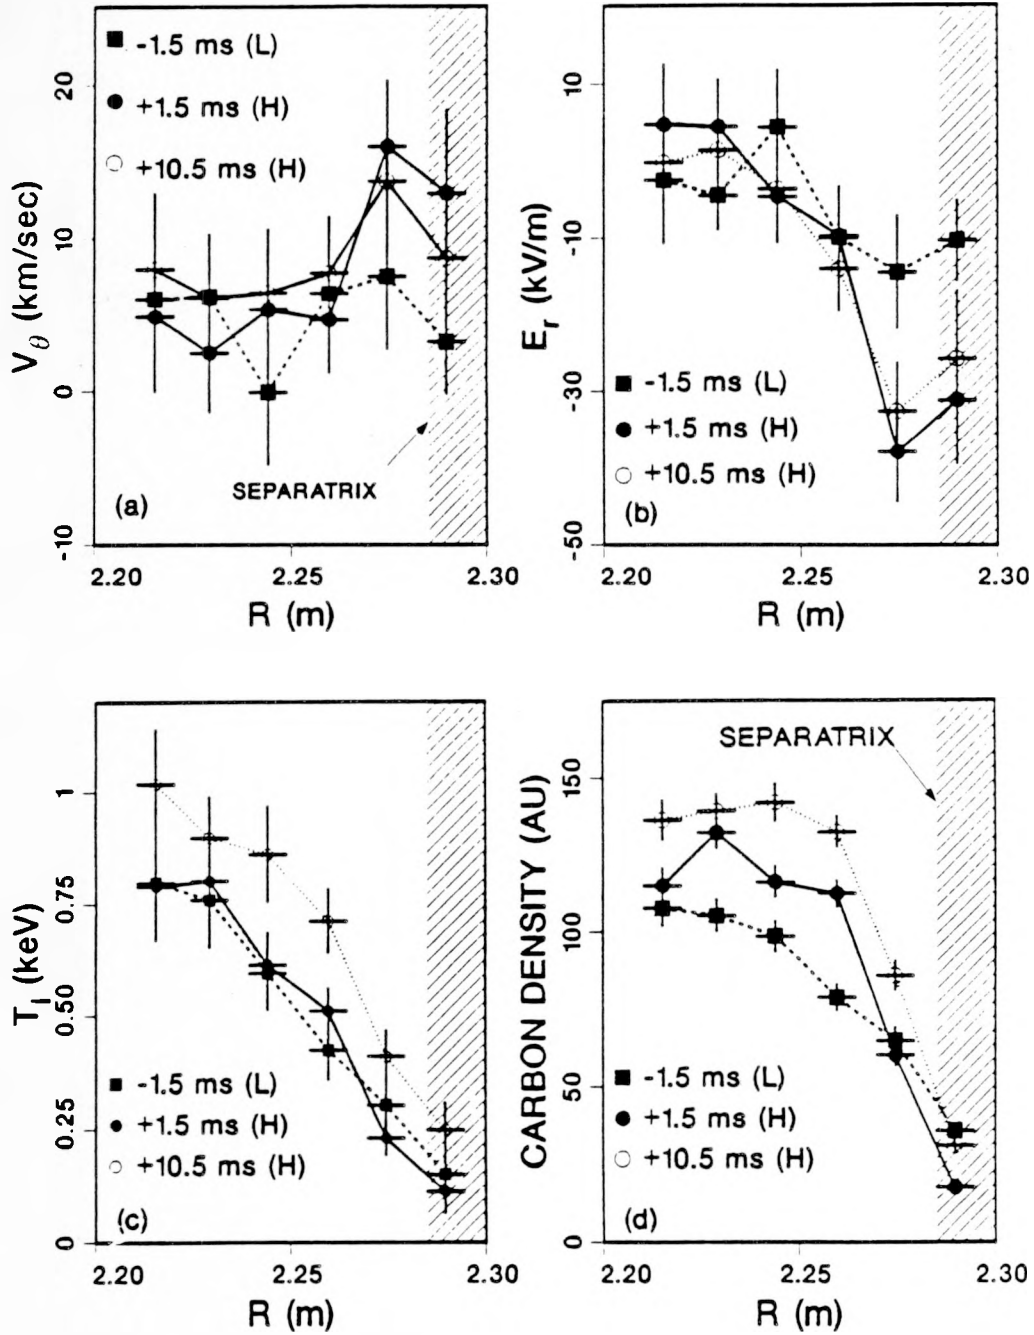 -1.5 ms (L)
+1.5 ms (H)
+10.5 ms (H)
20
10
0
-10
Vθ (km/sec)
SEPARATRIX
(a)
2.20
2.25
2.30
R (m)
10
-10
-30
-50
Er (kV/m)
-1.5 ms (L)
+1.5 ms (H)
+10.5 ms (H)
(b)
2.20
2.25
2.30
R (m)
1
0.75
0.50
0.25
0
Ti (keV)
-1.5 ms (L)
+1.5 ms (H)
+10.5 ms (H)
(c)
2.20
2.25
2.30
R (m)
SEPARATRIX
150
100
50
0
CARBON DENSITY (AU)
-1.5 ms (L)
+1.5 ms (H)
+10.5 ms (H)
(d)
2.20
2.25
2.30
R (m)